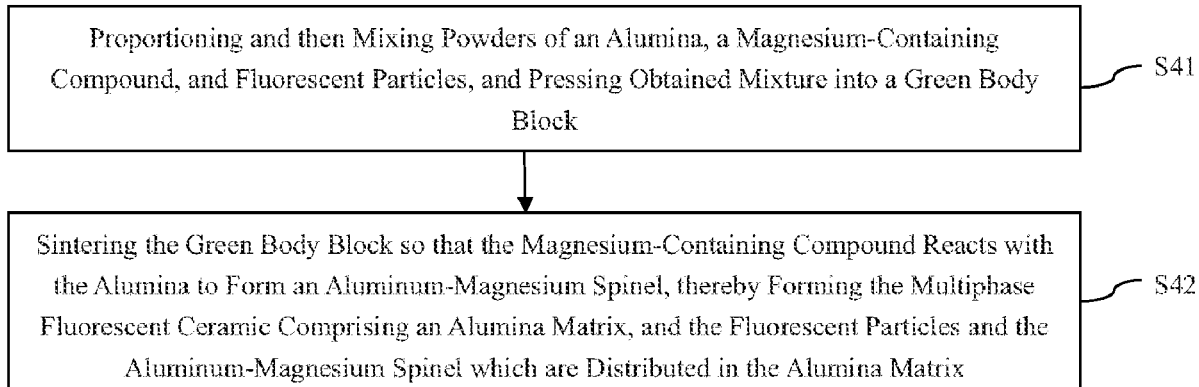 Proportioning and then Mixing Powders of an Alumina, a Magnesium-Containing
Compound, and Fluorescent Particles, and Pressing Obtained Mixture into a Green Body
Block
S41
Sintering the Green Body Block so that the Magnesium-Containing Compound Reacts with
the Alumina to Form an Aluminum-Magnesium Spinel, thereby Forming the Multiphase
Fluorescent Ceramic Comprising an Alumina Matrix, and the Fluorescent Particles and the
Aluminum-Magnesium Spinel which are Distributed in the Alumina Matrix
S42